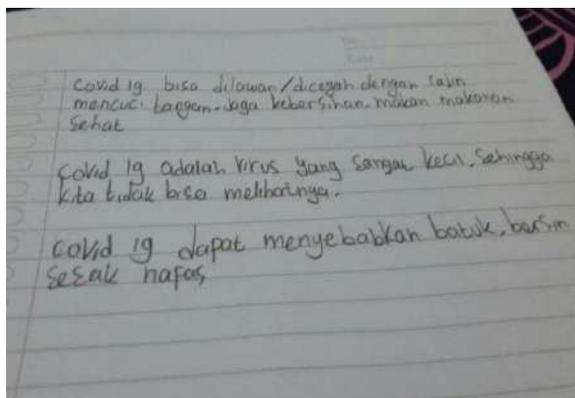 covid 19 bisa dilawan/dicegah dengan rajin
mencuci tangan. Jaga kebersihan. makan makanan
Sehat
covid 19 adalah virus yang sangat kecil. Sehingga
kita tidak bisa melihatnya.
covid 19 dapat menyebabkan batuk, bersin
sesak nafas